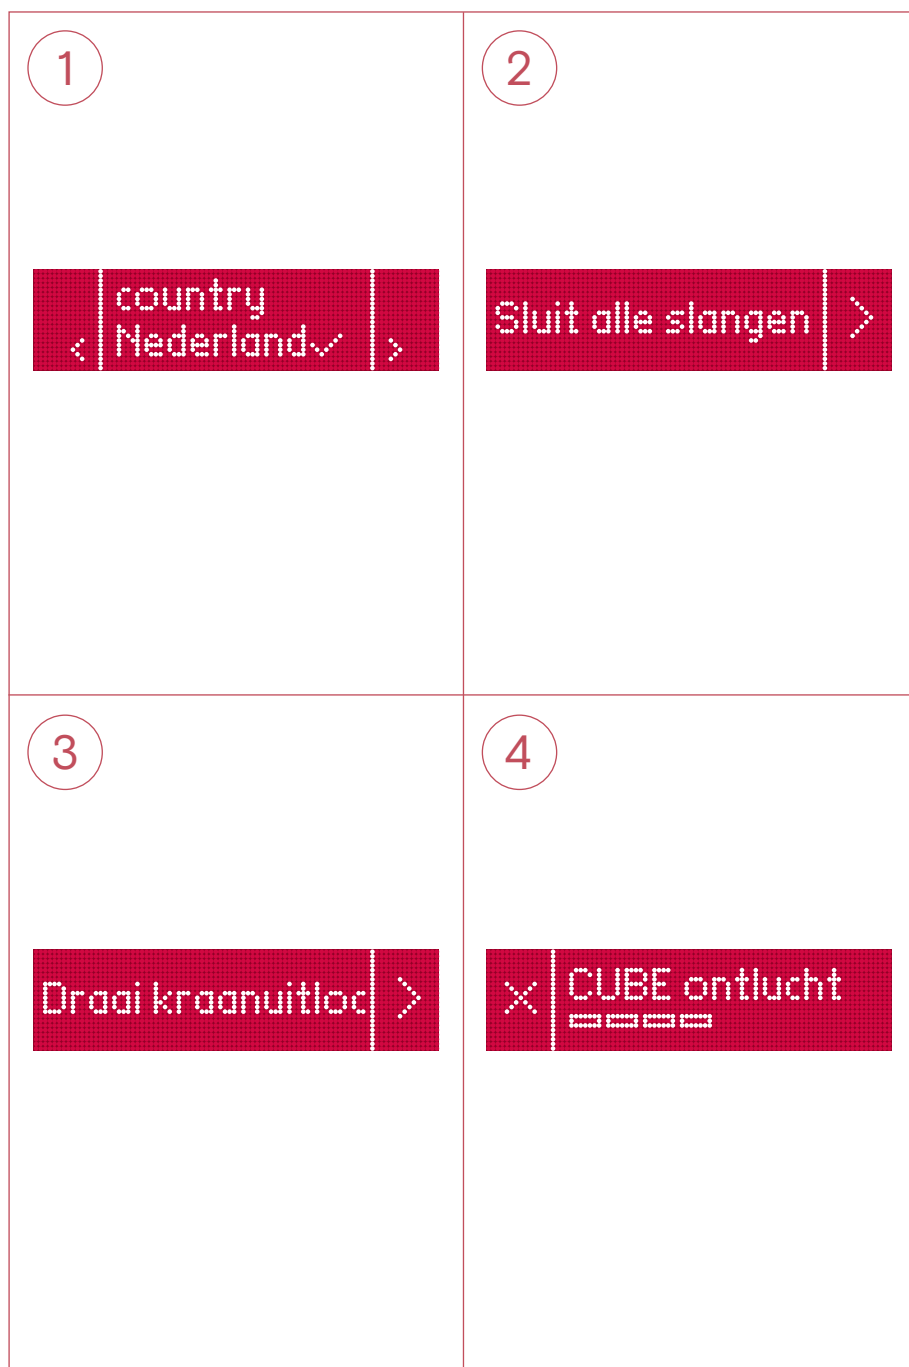 1
country
< Nederland✓ >
2
Sluit alle slangen >
3
Draai kraanuitloc >
4
× CUBE ontlucht